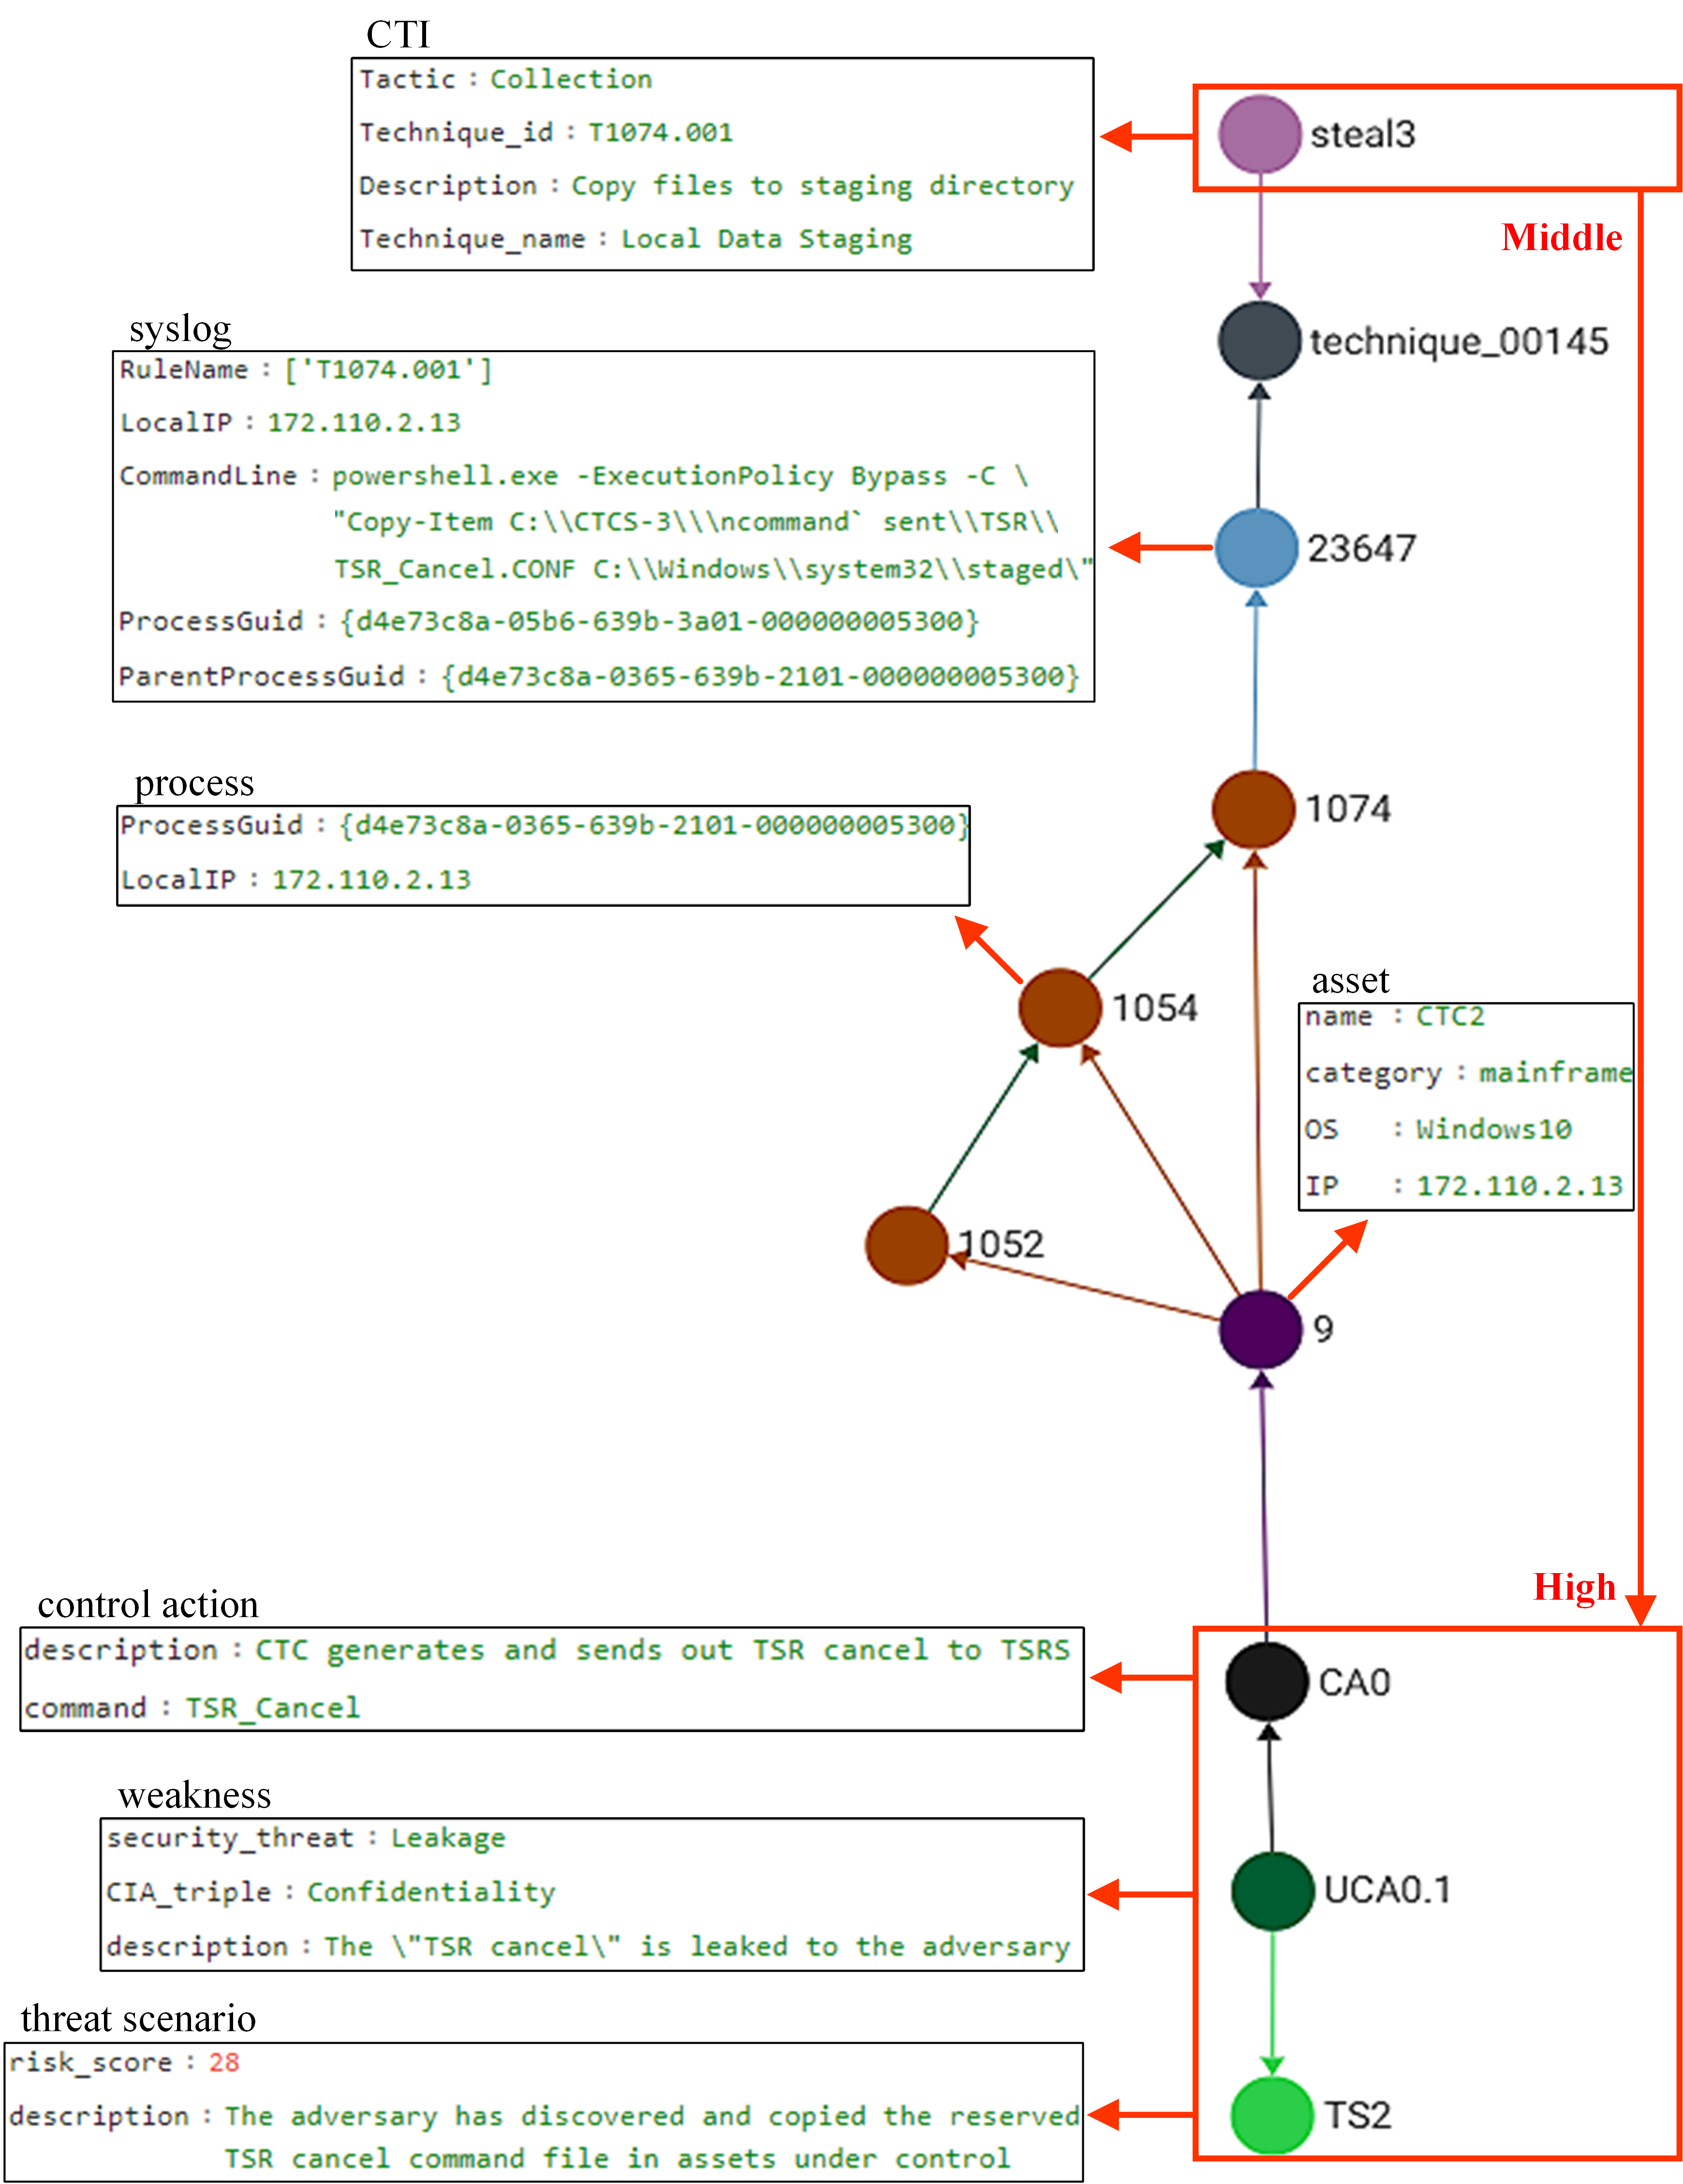 CTI
Tactic : Collection
Technique_id : T1074.001
Description : Copy files to staging directory
Technique_name : Local Data Staging
steal3
Middle
technique_00145
syslog
RuleName : ['T1074.001']
LocalIP : 172.110.2.13
CommandLine : powershell.exe -ExecutionPolicy Bypass -C \
"Copy-Item C:\\CTCS-3\\\ncommand` sent\\TSR\\
TSR_Cancel.CONF C:\\Windows\\system32\\staged\"
ProcessGuid : {d4e73c8a-05b6-639b-3a01-000000005300}
ParentProcessGuid : {d4e73c8a-0365-639b-2101-000000005300}
23647
process
ProcessGuid : {d4e73c8a-0365-639b-2101-000000005300}
LocalIP : 172.110.2.13
1074
1054
asset
name : CTC2
category : mainframe
OS : Windows10
IP : 172.110.2.13
1052
9
High
control action
description : CTC generates and sends out TSR cancel to TSRS
command : TSR_Cancel
CA0
weakness
security_threat : Leakage
CIA_triple : Confidentiality
description : The \"TSR cancel\" is leaked to the adversary
UCA0.1
threat scenario
risk_score : 28
description : The adversary has discovered and copied the reserved
TSR cancel command file in assets under control
TS2